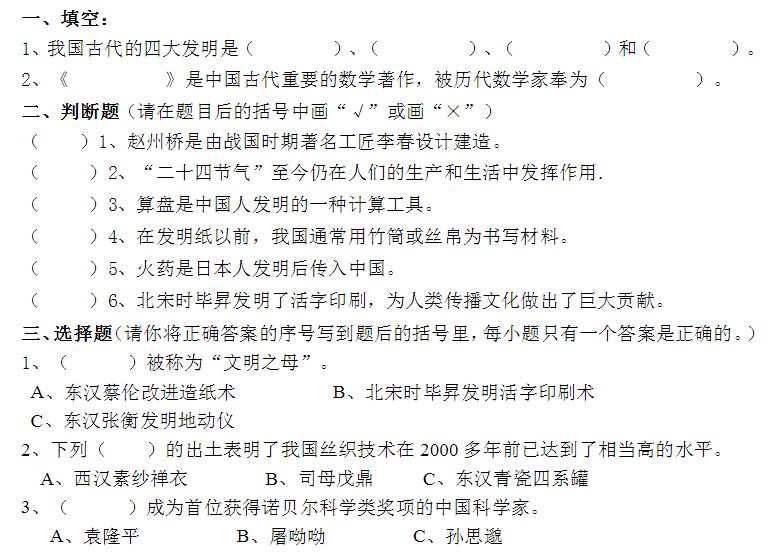 一、填空：
1、我国古代的四大发明是（　　　　）、（　　　　）、（　　　　）和（　　　　）。
2、《　　　　》是中国古代重要的数学著作，被历代数学家奉为（　　　　）。
二、判断题（请在题目后的括号中画“√”或画“×”）
（　　）1、赵州桥是由战国时期著名工匠李春设计建造。
（　　）2、“二十四节气”至今仍在人们的生产和生活中发挥作用.
（　　）3、算盘是中国人发明的一种计算工具。
（　　）4、在发明纸以前，我国通常用竹简或丝帛为书写材料。
（　　）5、火药是日本人发明后传入中国。
（　　）6、北宋时毕昇发明了活字印刷，为人类传播文化做出了巨大贡献。
三、选择题（请你将正确答案的序号写到题后的括号里，每小题只有一个答案是正确的。）
1、（　　）被称为“文明之母”。
A、东汉蔡伦改进造纸术　　　　B、北宋时毕昇发明活字印刷术
C、东汉张衡发明地动仪
2、下列（　　）的出土表明了我国丝织技术在 2000 多年前已达到了相当高的水平。
A、西汉素纱禅衣　　　　B、司母戊鼎　　　C、东汉青瓷四系罐
3、（　　）成为首位获得诺贝尔科学类奖项的中国科学家。
A、袁隆平　　　　　B、屠呦呦　　　　　C、孙思邈